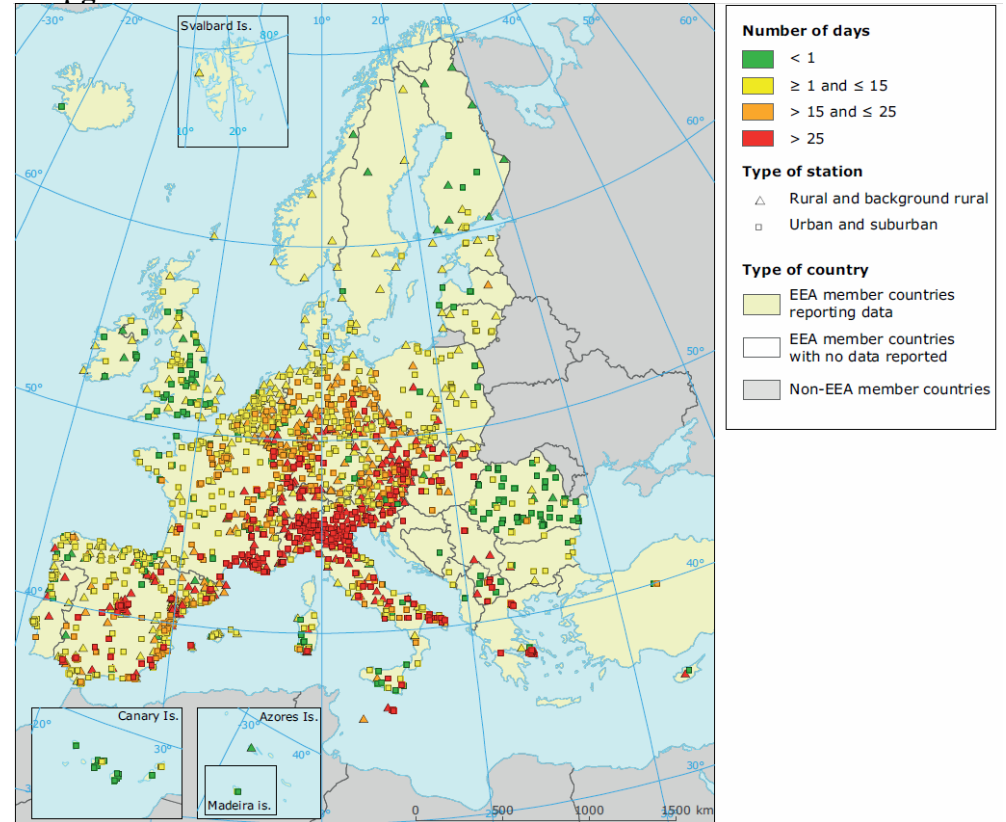 -30°
-20°
Svalbard Is.
80°
10°
20°
10°
20°
30°
40°
50°
60°
60°
60°
50°
50°
40°
40°
Canary Is.
20°
30°
Azores Is.
-30°
40°
Madeira is.
30°
0
500
1000
1500 km
Number of days
< 1
≥ 1 and ≤ 15
> 15 and ≤ 25
> 25
Type of station
Rural and background rural
Urban and suburban
Type of country
EEA member countries
reporting data
EEA member countries
with no data reported
Non-EEA member countries